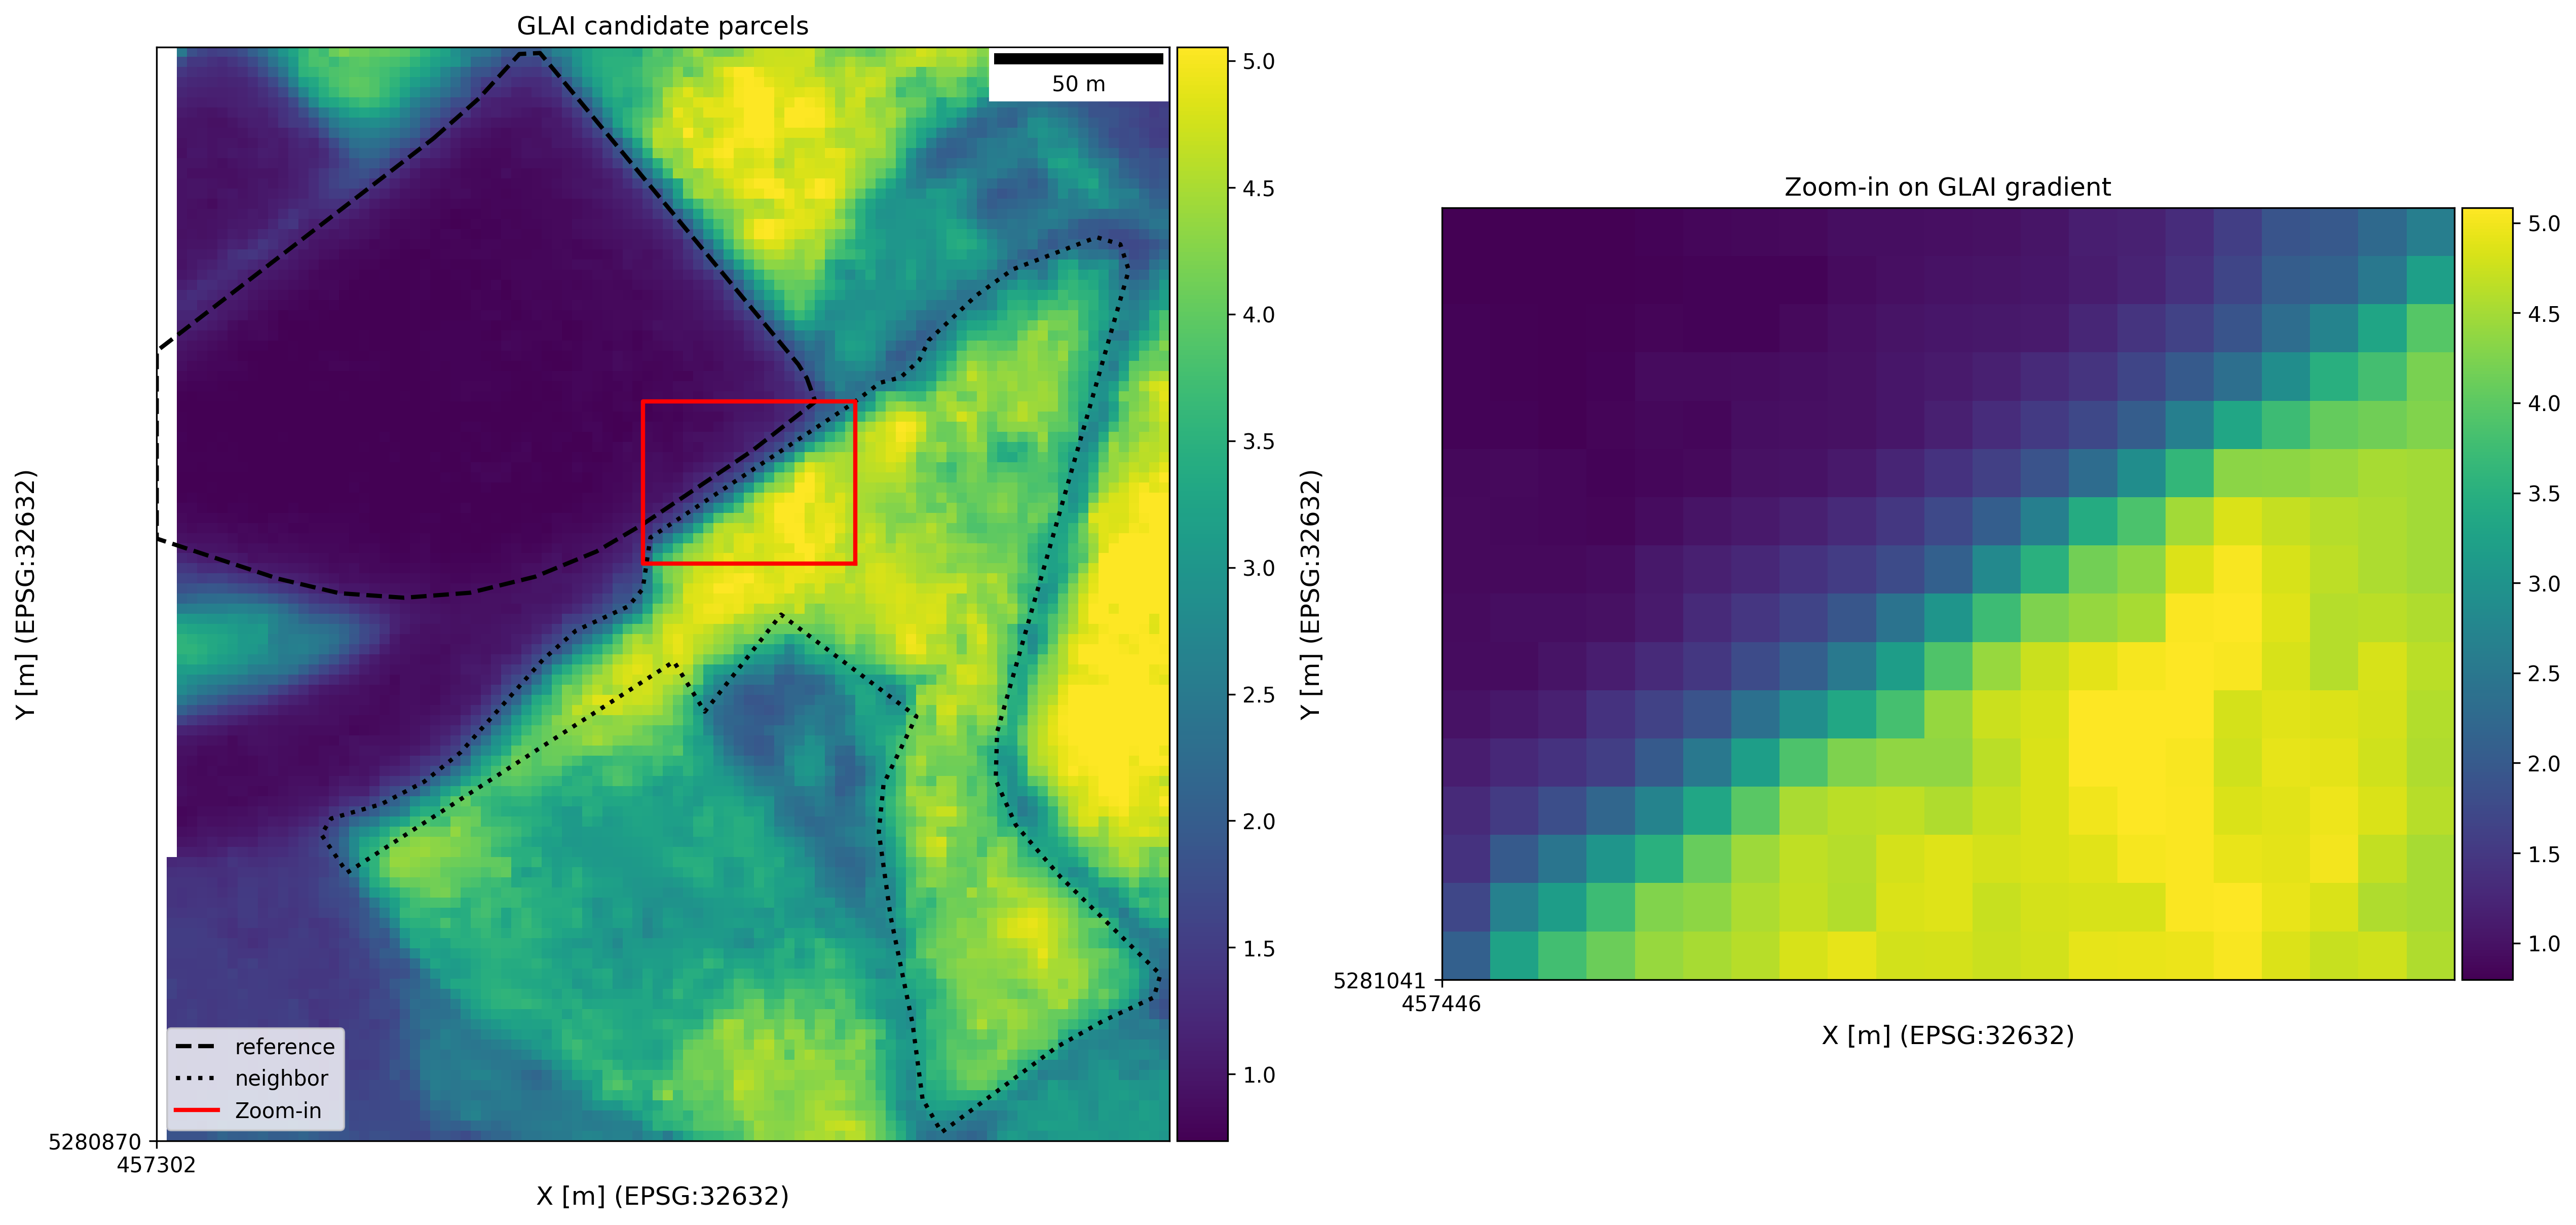 GLAI candidate parcels
50 m
5.0
4.5
4.0
3.5
3.0
2.5
2.0
1.5
1.0
Y [m] (EPSG:32632)
reference
neighbor
Zoom-in
5280870
457302
X [m] (EPSG:32632)
Zoom-in on GLAI gradient
5.0
4.5
4.0
3.5
3.0
2.5
2.0
1.5
1.0
Y [m] (EPSG:32632)
5281041
457446
X [m] (EPSG:32632)